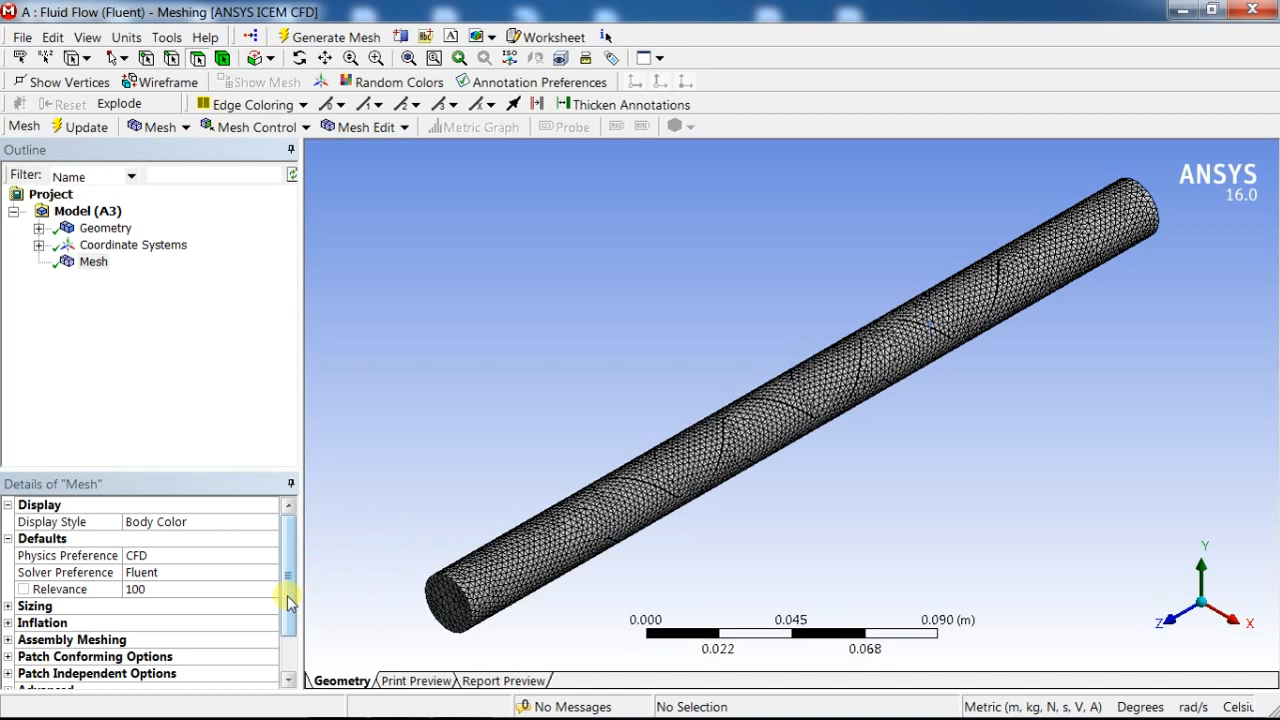 A : Fluid Flow (Fluent) - Meshing [ANSYS ICEM CFD]
File Edit View Units Tools Help Generate Mesh Worksheet
Show Vertices Wireframe Show Mesh Random Colors Annotation Preferences
Reset Explode Edge Coloring Thicken Annotations
Mesh Update Mesh Mesh Control Mesh Edit Metric Graph Probe
Outline
Filter: Name
Project
Model (A3)
Geometry
Coordinate Systems
Mesh
ANSYS
16.0
Details of "Mesh"
Display
Display Style Body Color
Defaults
Physics Preference CFD
Solver Preference Fluent
Relevance 100
Sizing
Inflation
Assembly Meshing
Patch Conforming Options
Patch Independent Options
Advanced
Y
X
Z
0.000 0.045 0.090 (m)
0.022 0.068
Geometry Print Preview Report Preview
0 No Messages No Selection Metric (m, kg, N, s, V, A) Degrees rad/s Celsiu